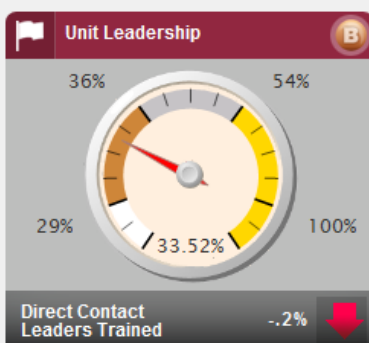 Unit Leadership
B
36%
54%
29%
100%
33.52%
Direct Contact
Leaders Trained
-.2%